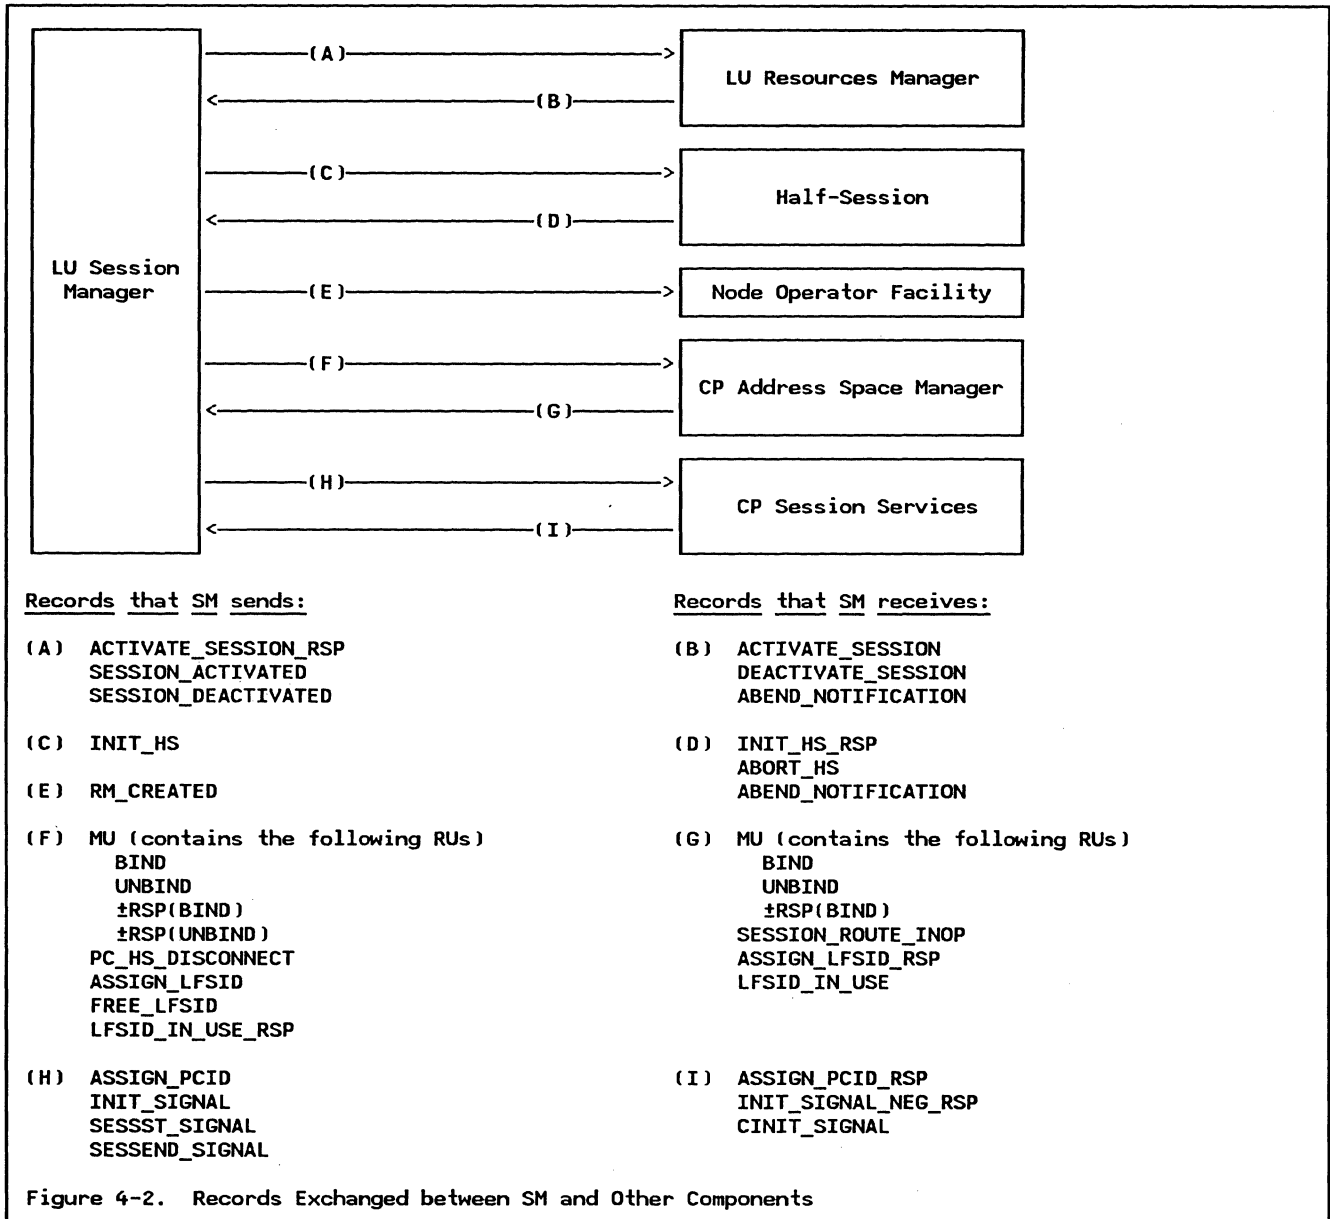 (A)
LU Resources Manager
(B)
(C)
Half-Session
(D)
LU Session
Manager
(E)
Node Operator Facility
(F)
CP Address Space Manager
(G)
(H)
CP Session Services
(I)
Records that SM sends:
(A) ACTIVATE_SESSION_RSP
SESSION_ACTIVATED
SESSION_DEACTIVATED
(C) INIT_HS
(E) RM_CREATED
(F) MU (contains the following RUs)
BIND
UNBIND
±RSP(BIND)
±RSP(UNBIND)
PC_HS_DISCONNECT
ASSIGN_LFSID
FREE_LFSID
LFSID_IN_USE_RSP
(H) ASSIGN_PCID
INIT_SIGNAL
SESSST_SIGNAL
SESSEND_SIGNAL
Records that SM receives:
(B) ACTIVATE_SESSION
DEACTIVATE_SESSION
ABEND_NOTIFICATION
(D) INIT_HS_RSP
ABORT_HS
ABEND_NOTIFICATION
(G) MU (contains the following RUs)
BIND
UNBIND
±RSP(BIND)
SESSION_ROUTE_INOP
ASSIGN_LFSID_RSP
LFSID_IN_USE
(I) ASSIGN_PCID_RSP
INIT_SIGNAL_NEG_RSP
CINIT_SIGNAL
Figure 4-2. Records Exchanged between SM and Other Components